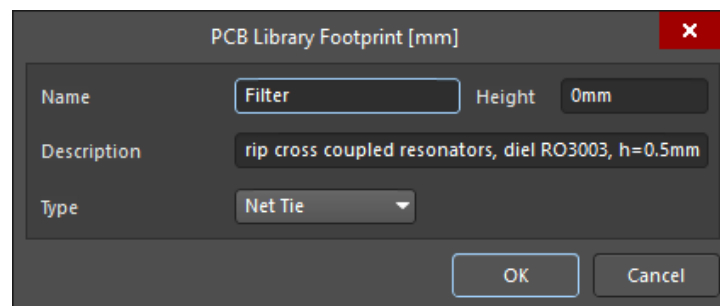 PCB Library Footprint [mm]
Name Filter Height 0mm
Description rip cross coupled resonators, diel RO3003, h=0.5mm
Type Net Tie
OK Cancel